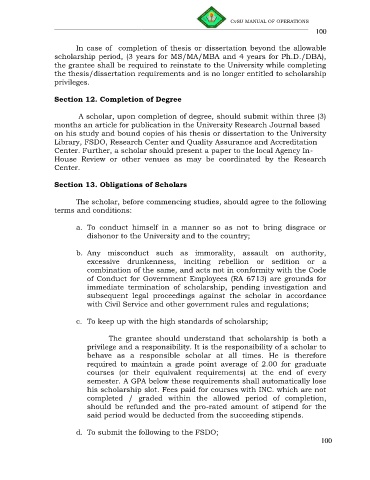 CvSU MANUAL OF OPERATIONS
100
In case of completion of thesis or dissertation beyond the allowable
scholarship period, (3 years for MS/MA/MBA and 4 years for Ph.D./DBA),
the grantee shall be required to reinstate to the University while completing
the thesis/dissertation requirements and is no longer entitled to scholarship
privileges.
Section 12. Completion of Degree
A scholar, upon completion of degree, should submit within three (3)
months an article for publication in the University Research Journal based
on his study and bound copies of his thesis or dissertation to the University
Library, FSDO, Research Center and Quality Assurance and Accreditation
Center. Further, a scholar should present a paper to the local Agency In-
House Review or other venues as may be coordinated by the Research
Center.
Section 13. Obligations of Scholars
The scholar, before commencing studies, should agree to the following
terms and conditions:
a. To conduct himself in a manner so as not to bring disgrace or
dishonor to the University and to the country;
b. Any misconduct such as immorality, assault on authority,
excessive drunkenness, inciting rebellion or sedition or a
combination of the same, and acts not in conformity with the Code
of Conduct for Government Employees (RA 6713) are grounds for
immediate termination of scholarship, pending investigation and
subsequent legal proceedings against the scholar in accordance
with Civil Service and other government rules and regulations;
c. To keep up with the high standards of scholarship;
The grantee should understand that scholarship is both a
privilege and a responsibility. It is the responsibility of a scholar to
behave as a responsible scholar at all times. He is therefore
required to maintain a grade point average of 2.00 for graduate
courses (or their equivalent requirements) at the end of every
semester. A GPA below these requirements shall automatically lose
his scholarship slot. Fees paid for courses with INC. which are not
completed / graded within the allowed period of completion,
should be refunded and the pro-rated amount of stipend for the
said period would be deducted from the succeeding stipends.
d. To submit the following to the FSDO;
100